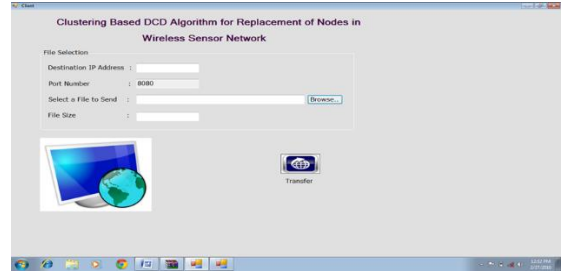 Client
Clustering Based DCD Algorithm for Replacement of Nodes in
Wireless Sensor Network
File Selection
Destination IP Address :
Port Number : 8080
Select a File to Send : Browse...
File Size :
Transfer